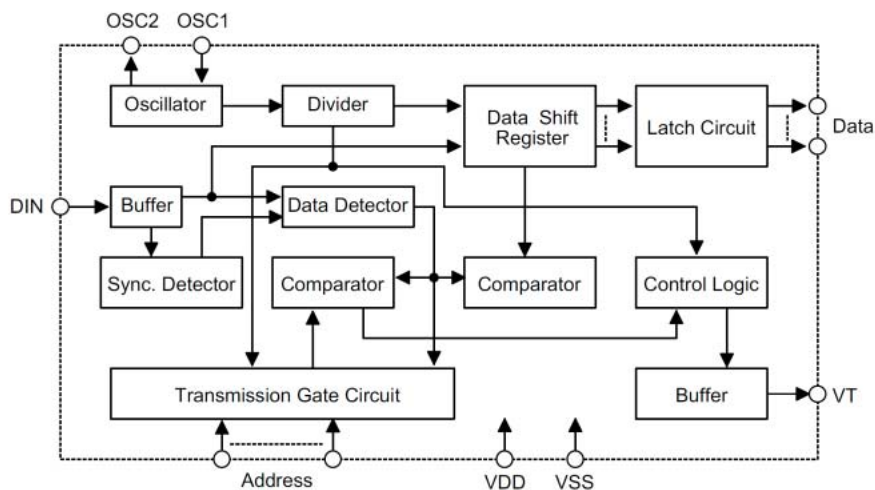 OSC2 OSC1
Oscillator
Divider
Data Shift
Register
Latch Circuit
Data
DIN
Buffer
Data Detector
Sync. Detector
Comparator
Comparator
Control Logic
Transmission Gate Circuit
Buffer
VT
Address
VDD
VSS